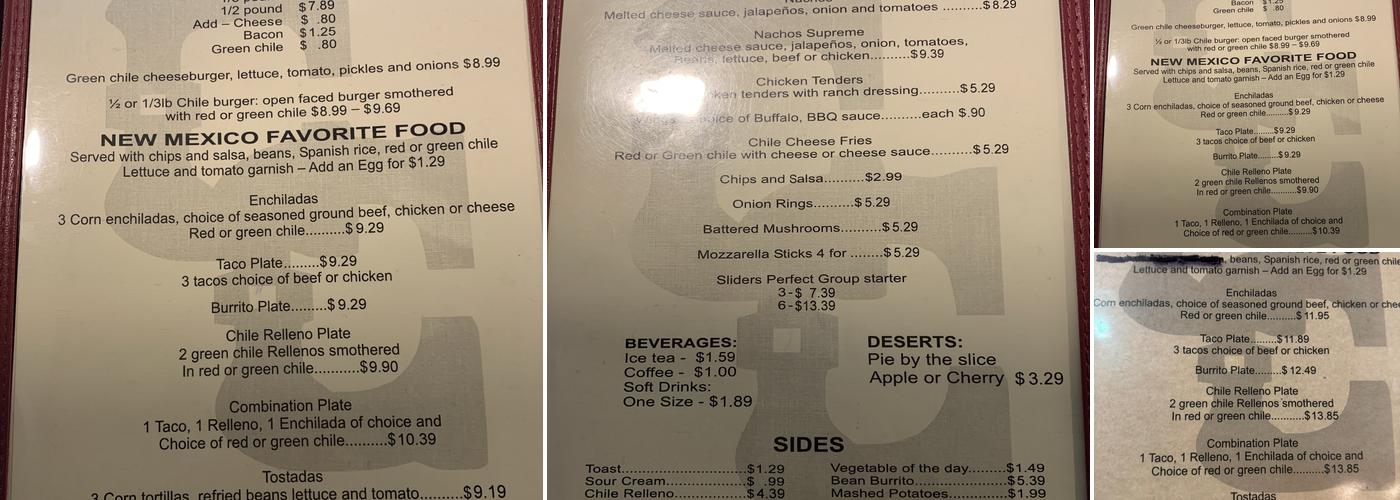 1/2 pound $7.89
Add – Cheese $ .80
Bacon $1.25
Green chile $ .80
Green chile cheeseburger, lettuce, tomato, pickles and onions $8.99
½ or 1/3lb Chile burger: open faced burger smothered
with red or green chile $8.99 – $9.69
NEW MEXICO FAVORITE FOOD
Served with chips and salsa, beans, Spanish rice, red or green chile
Lettuce and tomato garnish – Add an Egg for $1.29
Enchiladas
3 Corn enchiladas, choice of seasoned ground beef, chicken or cheese
Red or green chile.........$9.29
Taco Plate........$9.29
3 tacos choice of beef or chicken
Burrito Plate.........$9.29
Chile Relleno Plate
2 green chile Rellenos smothered
In red or green chile...........$9.90
Combination Plate
1 Taco, 1 Relleno, 1 Enchilada of choice and
Choice of red or green chile..........$10.39
Tostadas
3 Corn tortillas, refried beans lettuce and tomato.........$9.19
Nachos
Melted cheese sauce, jalapeños, onion and tomatoes ..........$8.29
Nachos Supreme
Melted cheese sauce, jalapeños, onion, tomatoes,
Beans, lettuce, beef or chicken.........$9.39
Chicken Tenders
tenders with ranch dressing.........$5.29
Wings choice of Buffalo, BBQ sauce.........each $.90
Chile Cheese Fries
Red or Green chile with cheese or cheese sauce..........$5.29
Chips and Salsa.........$2.99
Onion Rings.........$5.29
Battered Mushrooms.........$5.29
Mozzarella Sticks 4 for ........$5.29
Sliders Perfect Group starter
3-$ 7.39
6-$13.39
BEVERAGES:
Ice tea - $1.59
Coffee - $1.00
Soft Drinks:
One Size - $1.89
DESERTS:
Pie by the slice
Apple or Cherry $3.29
SIDES
Toast..............................$1.29
Sour Cream....................$ .99
Chile Relleno..................$4.39
Vegetable of the day........$1.49
Bean Burrito...................$5.39
Mashed Potatoes............$1.99
Bacon $1.25
Green chile $ .80
Green chile cheeseburger, lettuce, tomato, pickles and onions $8.99
½ or 1/3lb Chile burger: open faced burger smothered
with red or green chile $8.99 – $9.69
NEW MEXICO FAVORITE FOOD
Served with chips and salsa, beans, Spanish rice, red or green chile
Lettuce and tomato garnish – Add an Egg for $1.29
Enchiladas
3 Corn enchiladas, choice of seasoned ground beef, chicken or cheese
Red or green chile.........$9.29
Taco Plate........$9.29
3 tacos choice of beef or chicken
Burrito Plate.........$9.29
Chile Relleno Plate
2 green chile Rellenos smothered
In red or green chile..........$9.90
Combination Plate
1 Taco, 1 Relleno, 1 Enchilada of choice and
Choice of red or green chile..........$10.39
, beans, Spanish rice, red or green chile
Lettuce and tomato garnish – Add an Egg for $1.29
Enchiladas
Corn enchiladas, choice of seasoned ground beef, chicken or chee
Red or green chile.........$ 11.95
Taco Plate........$11.89
3 tacos choice of beef or chicken
Burrito Plate.........$ 12.49
Chile Relleno Plate
2 green chile Rellenos smothered
In red or green chile..........$13.85
Combination Plate
1 Taco, 1 Relleno, 1 Enchilada of choice and
Choice of red or green chile..........$13.85
Tostadas